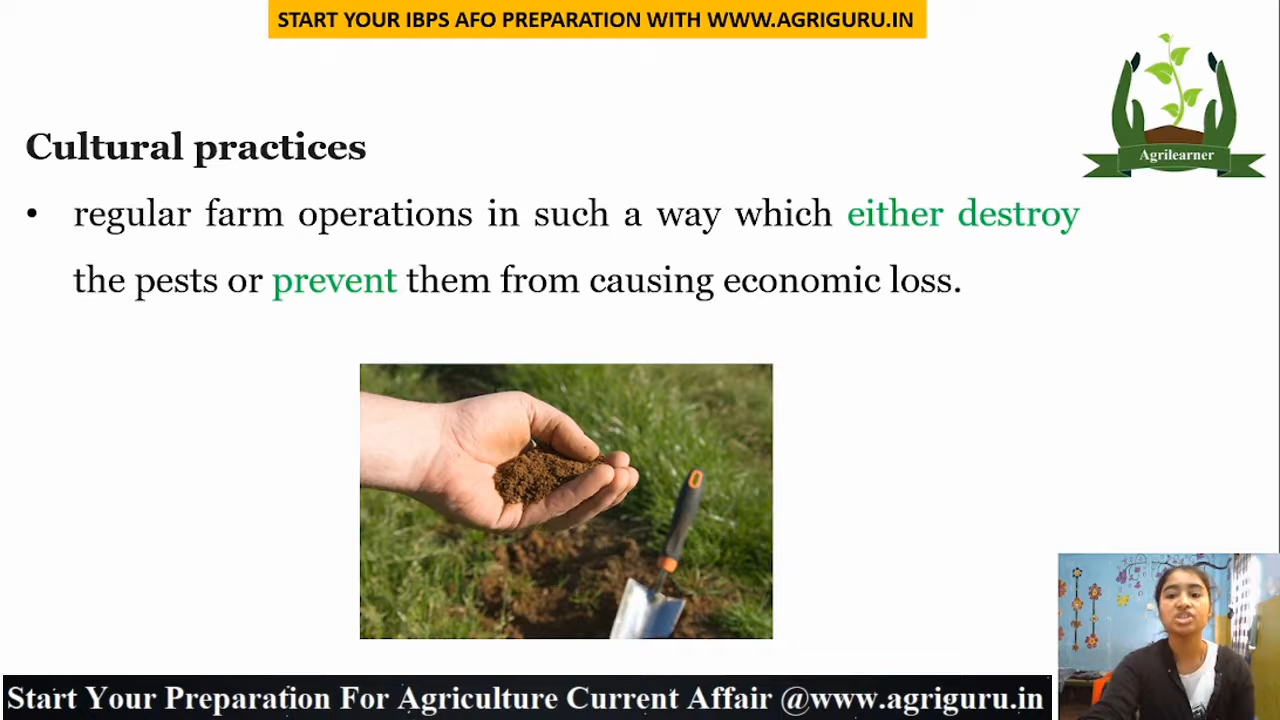 START YOUR IBPS AFO PREPARATION WITH WWW.AGRIGURU.IN
Agrilearner
Cultural practices
• regular farm operations in such a way which either destroy
the pests or prevent them from causing economic loss.
Start Your Preparation For Agriculture Current Affair @www.agriguru.in